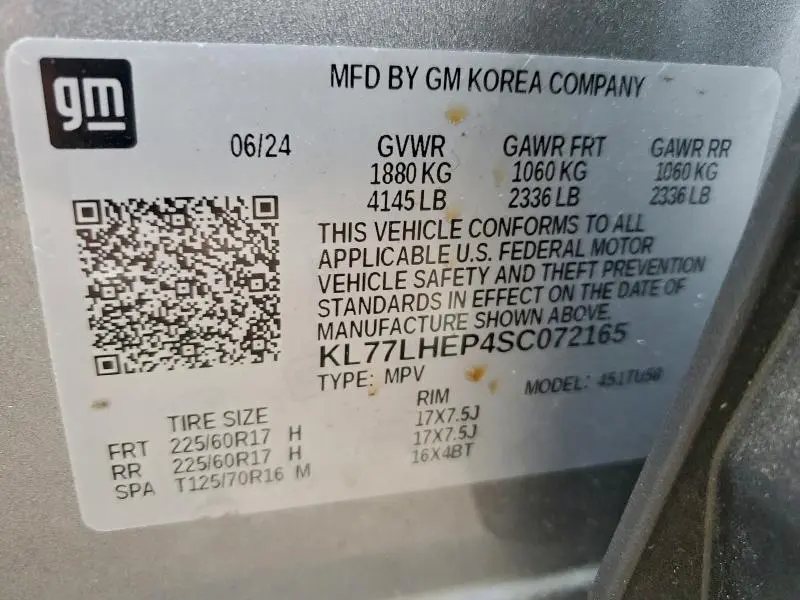 gm
MFD BY GM KOREA COMPANY
06/24 GVWR GAWR FRT GAWR RR
1880 KG 1060 KG 1060 KG
4145 LB 2336 LB 2336 LB
THIS VEHICLE CONFORMS TO ALL
APPLICABLE U.S. FEDERAL MOTOR
VEHICLE SAFETY AND THEFT PREVENTION
STANDARDS IN EFFECT ON THE DATE OF
MANUFACTURE SHOWN ABOVE.
KL77LHEP4SC072165
TYPE: MPV MODEL:
TIRE SIZE RIM
FRT 225/60R17 H 17X7.5J
RR 225/60R17 H 17X7.5J
SPA T125/70R16 M 16X4BT